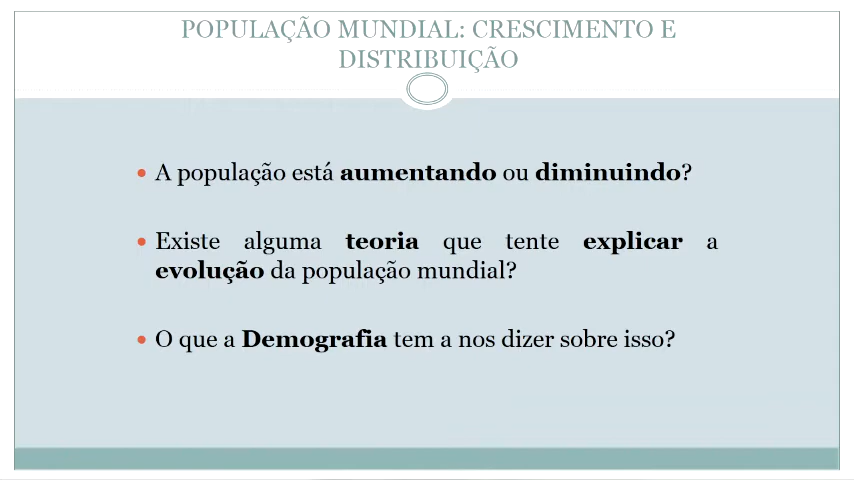 POPULAÇÃO MUNDIAL: CRESCIMENTO E
DISTRIBUIÇÃO
• A população está aumentando ou diminuindo?
• Existe alguma teoria que tente explicar a
evolução da população mundial?
• O que a Demografia tem a nos dizer sobre isso?